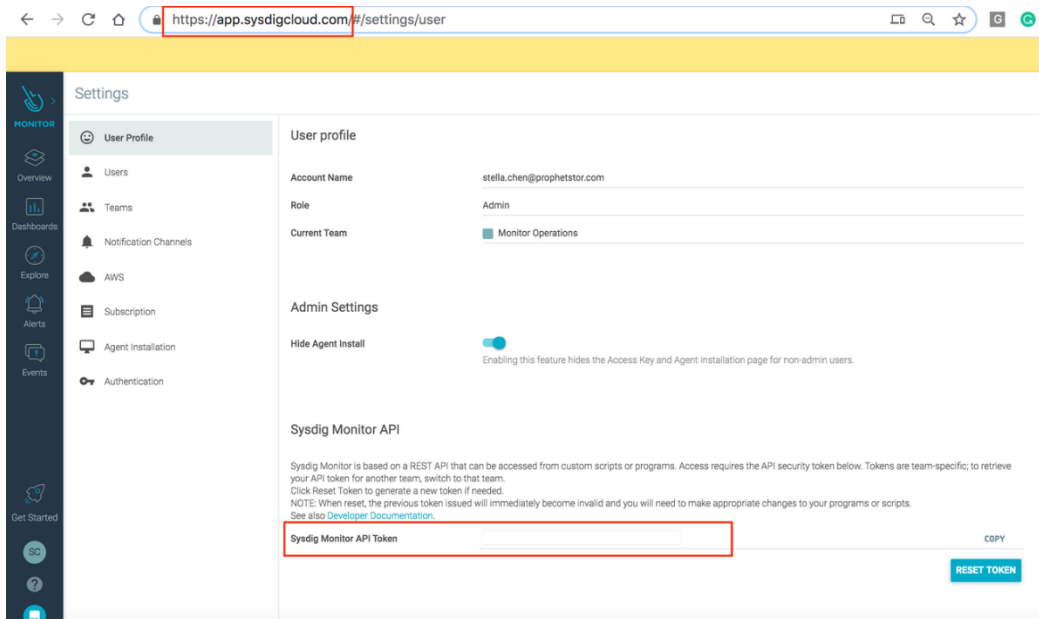 https://app.sysdigcloud.com/#/settings/user
G
G
MONITOR
Overview
Dashboards
Explore
Alerts
Events
Get Started
SC
?
Settings
User Profile
Users
Teams
Notification Channels
AWS
Subscription
Agent Installation
Authentication
User profile
Account Name stella.chen@prophetstor.com
Role Admin
Current Team Monitor Operations
Admin Settings
Hide Agent Install
Enabling this feature hides the Access Key and Agent Installation page for non-admin users.
Sysdig Monitor API
Sysdig Monitor is based on a REST API that can be accessed from custom scripts or programs. Access requires the API security token below. Tokens are team-specific; to retrieve
your API token for another team, switch to that team.
Click Reset Token to generate a new token if needed.
NOTE: When reset, the previous token issued will immediately become invalid and you will need to make appropriate changes to your programs or scripts.
See also Developer Documentation.
Sysdig Monitor API Token COPY
RESET TOKEN